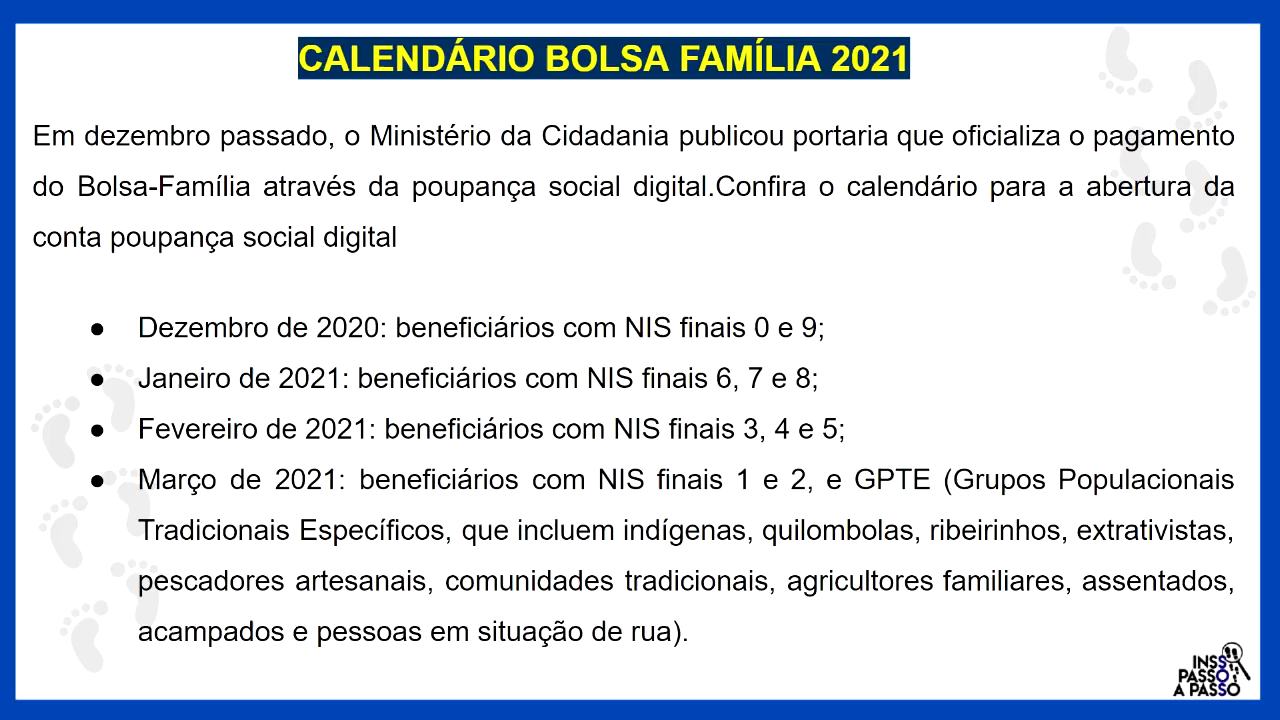 CALENDÁRIO BOLSA FAMÍLIA 2021
Em dezembro passado, o Ministério da Cidadania publicou portaria que oficializa o pagamento
do Bolsa-Família através da poupança social digital.Confira o calendário para a abertura da
conta poupança social digital
● Dezembro de 2020: beneficiários com NIS finais 0 e 9;
● Janeiro de 2021: beneficiários com NIS finais 6, 7 e 8;
● Fevereiro de 2021: beneficiários com NIS finais 3, 4 e 5;
● Março de 2021: beneficiários com NIS finais 1 e 2, e GPTE (Grupos Populacionais
Tradicionais Específicos, que incluem indígenas, quilombolas, ribeirinhos, extrativistas,
pescadores artesanais, comunidades tradicionais, agricultores familiares, assentados,
acampados e pessoas em situação de rua).
INSS
PASSO
A PASSO